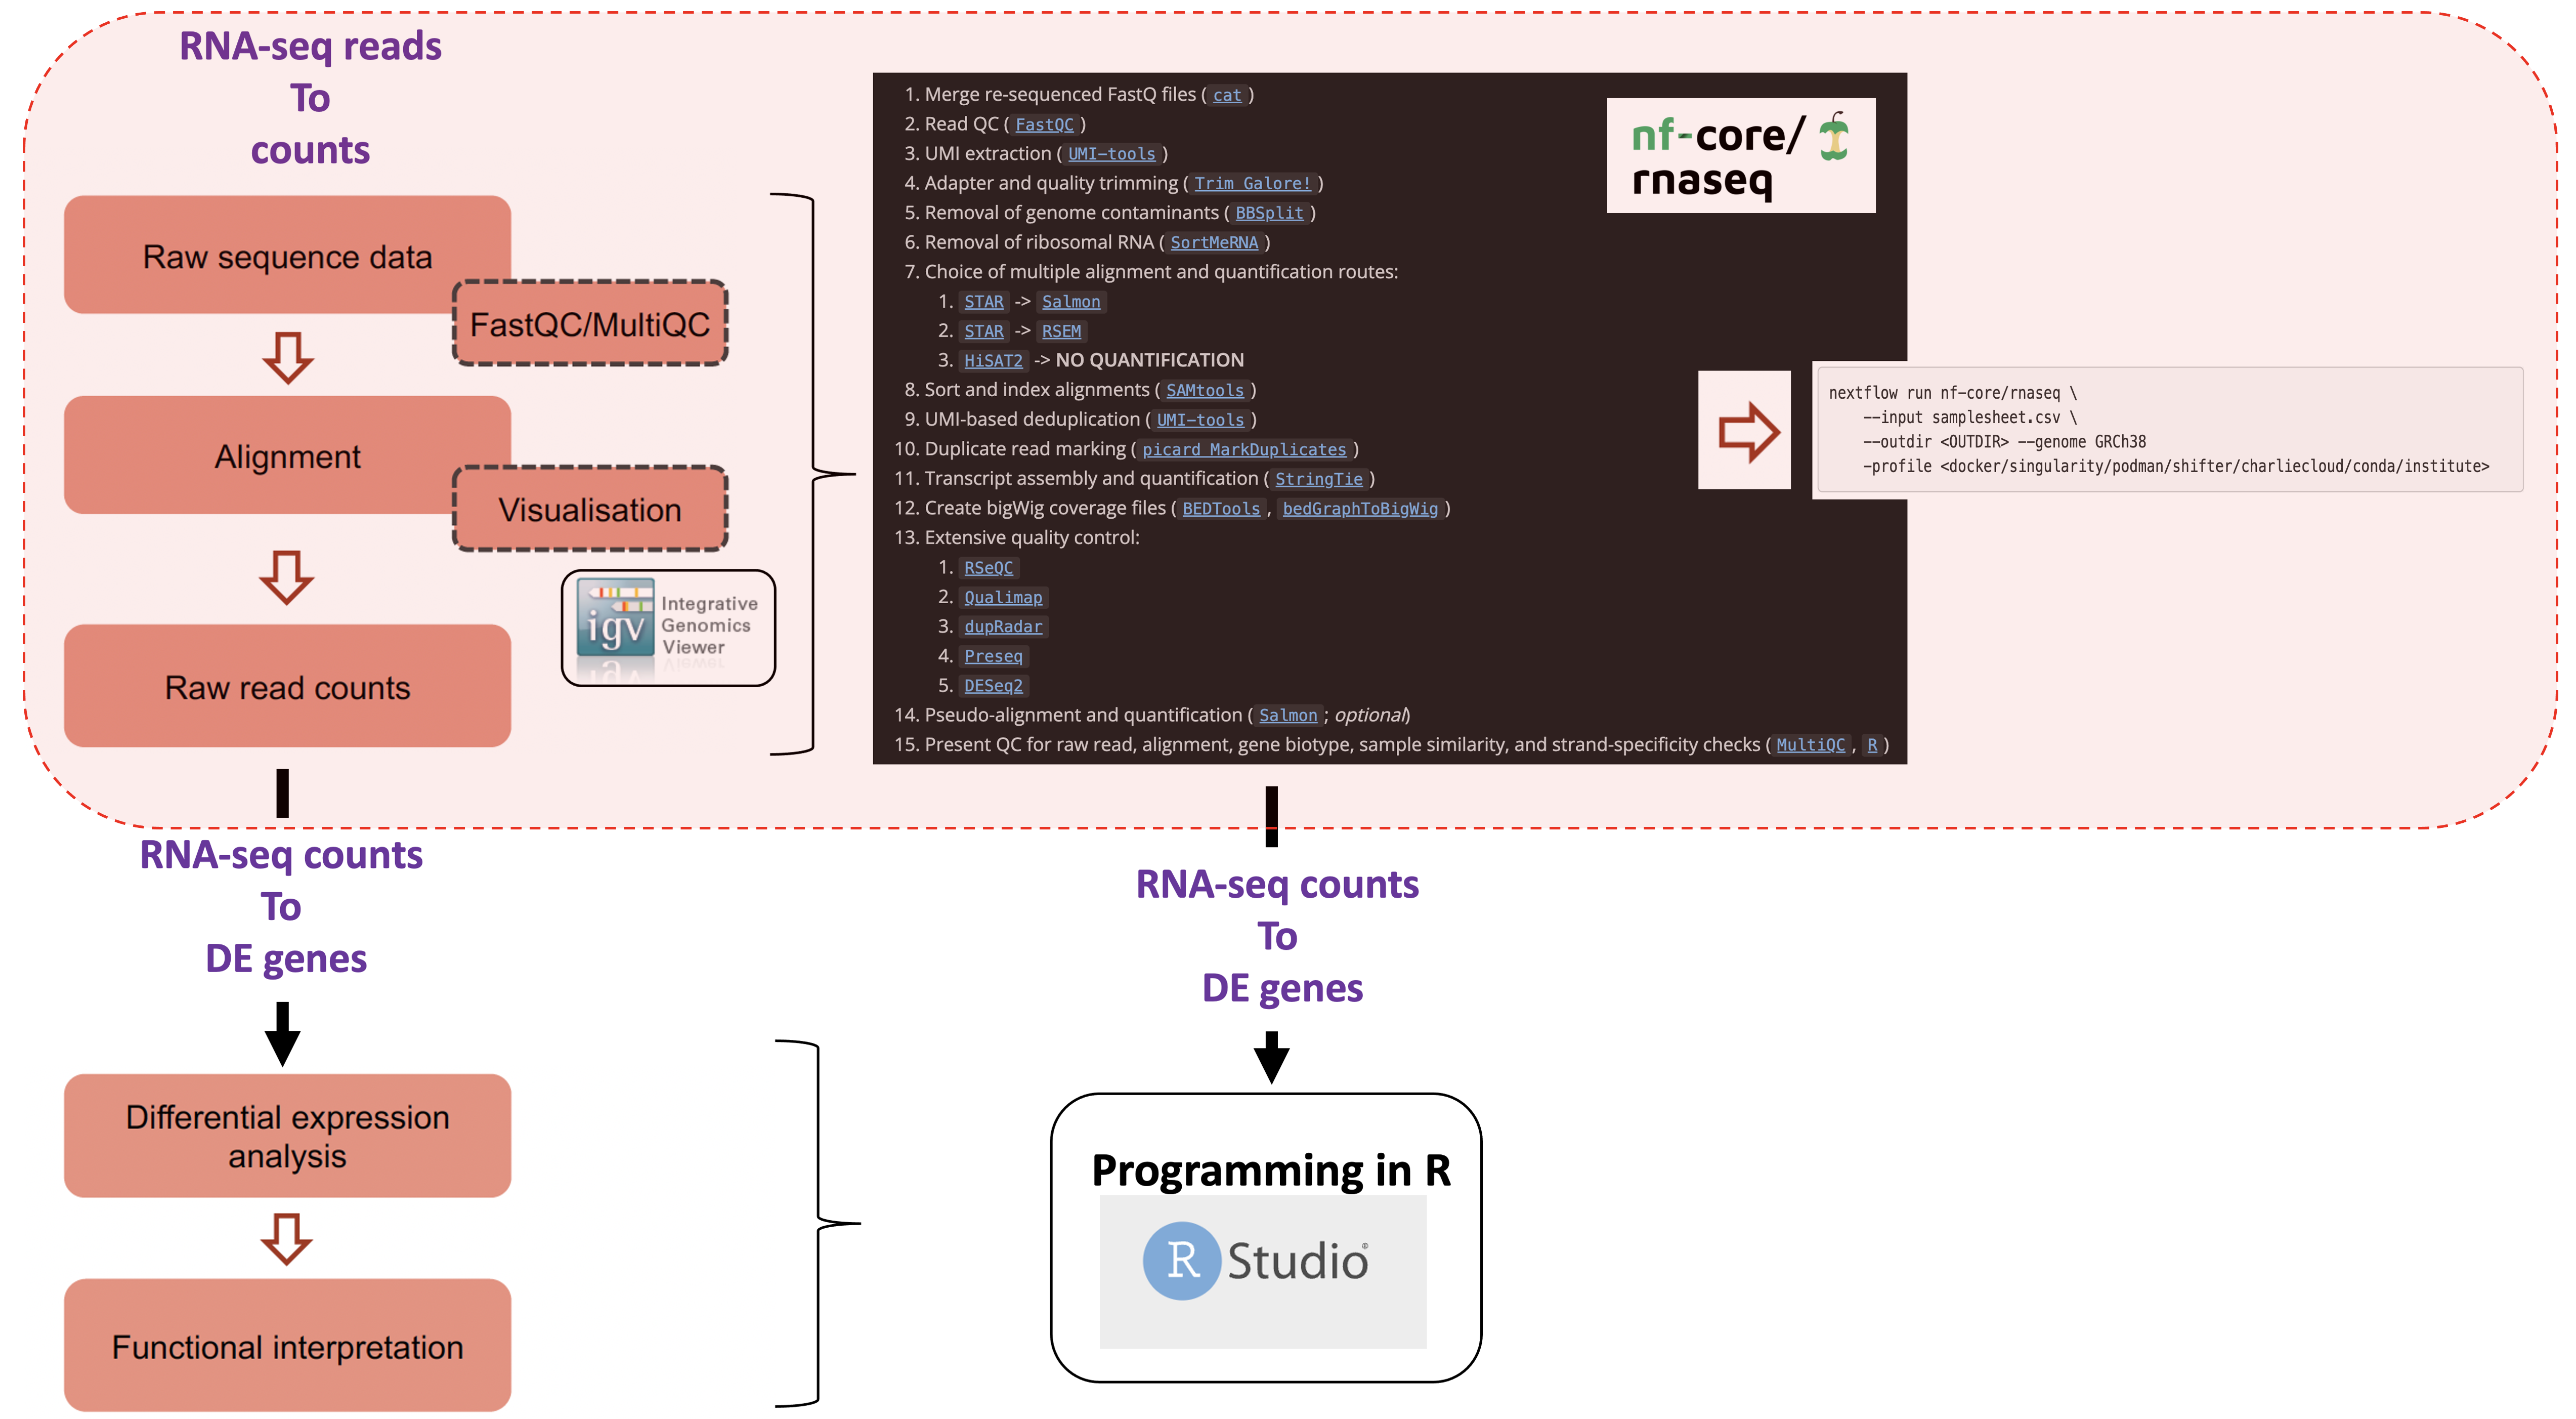 RNA-seq reads
To
counts
Raw sequence data
FastQC/MultiQC
Alignment
Visualisation
igv
Integrative
Genomics
Viewer
Raw read counts
1. Merge re-sequenced FastQ files ( cat )
2. Read QC ( FastQC )
3. UMI extraction ( UMI-tools )
4. Adapter and quality trimming ( Trim Galore! )
5. Removal of genome contaminants ( BBSplit )
6. Removal of ribosomal RNA ( SortMeRNA )
7. Choice of multiple alignment and quantification routes:
1. STAR -> Salmon
2. STAR -> RSEM
3. HiSAT2 -> NO QUANTIFICATION
8. Sort and index alignments ( SAMtools )
9. UMI-based deduplication ( UMI-tools )
10. Duplicate read marking ( picard MarkDuplicates )
11. Transcript assembly and quantification ( StringTie )
12. Create bigWig coverage files ( BEDTools , bedGraphToBigWig )
13. Extensive quality control:
1. RSeQC
2. Qualimap
3. dupRadar
4. Preseq
5. DESeq2
14. Pseudo-alignment and quantification ( Salmon ; optional)
15. Present QC for raw read, alignment, gene biotype, sample similarity, and strand-specificity checks ( MultiQC , R )
nf-core/
rnaseq
nextflow run nf-core/rnaseq \
--input samplesheet.csv \
--outdir <OUTDIR> --genome GRCh38
-profile <docker/singularity/podman/shifter/charliecloud/conda/institute>
RNA-seq counts
To
DE genes
Differential expression
analysis
Functional interpretation
RNA-seq counts
To
DE genes
Programming in R
R Studio®